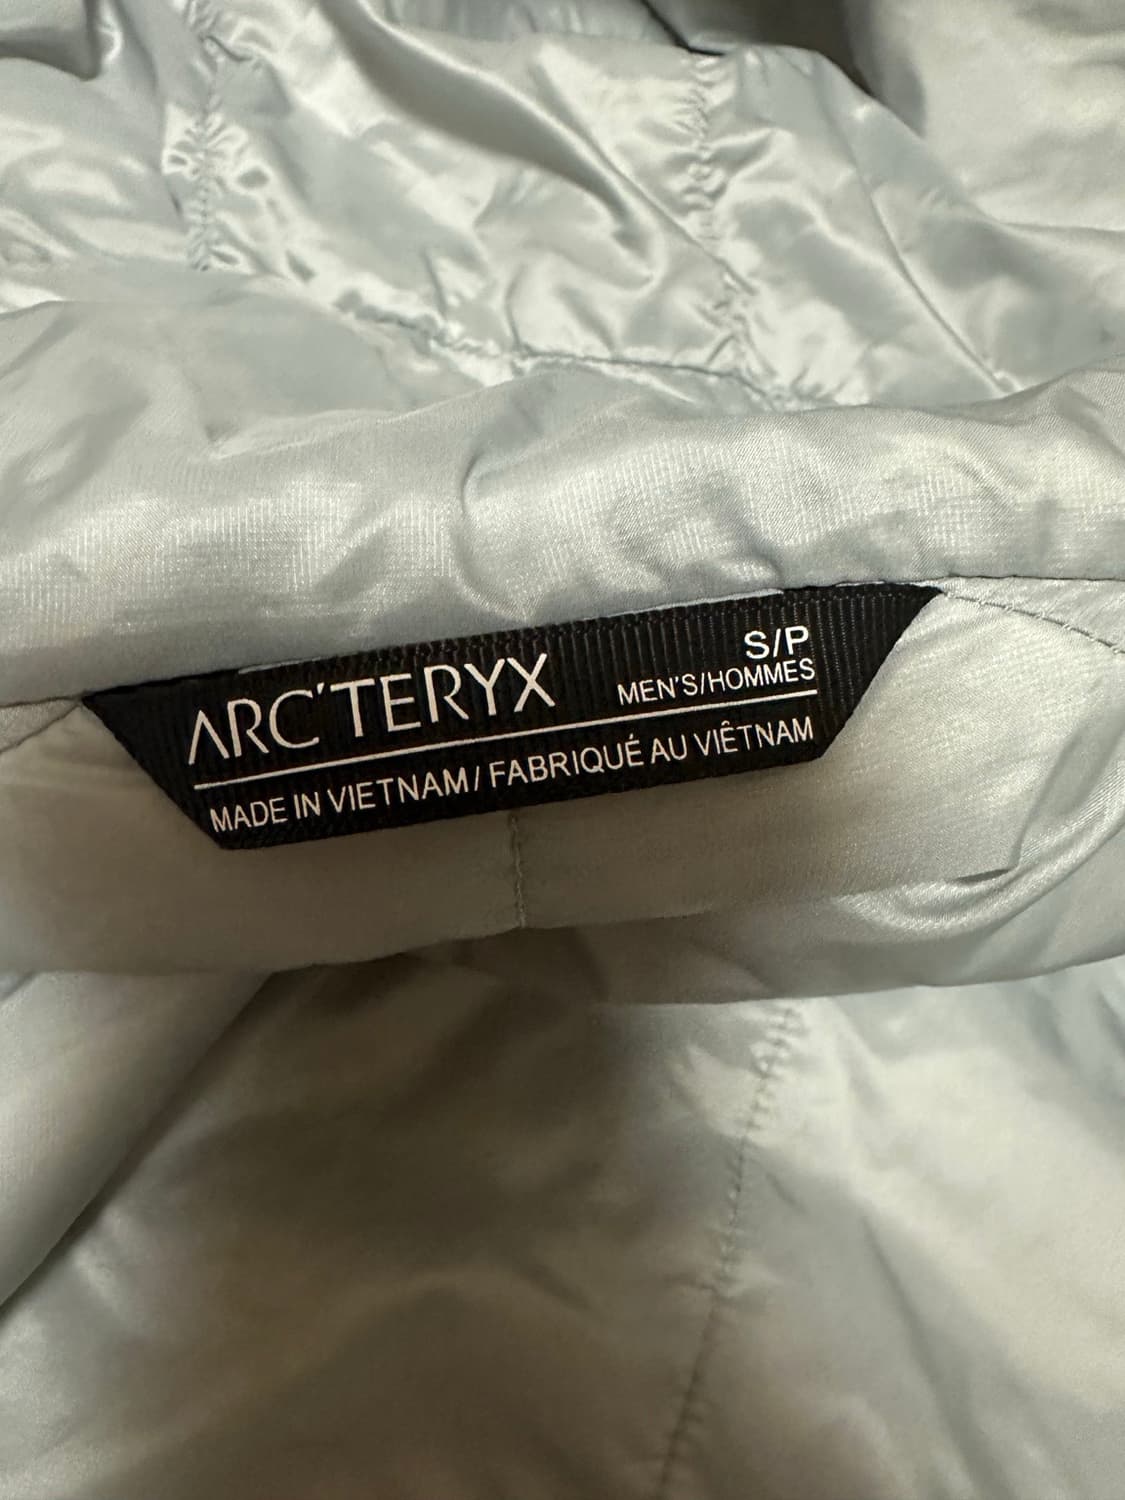 ARC'TERYX
S/P
MEN'S/HOMMES
MADE IN VIETNAM/ FABRIQUÉ AU VIÊTNAM